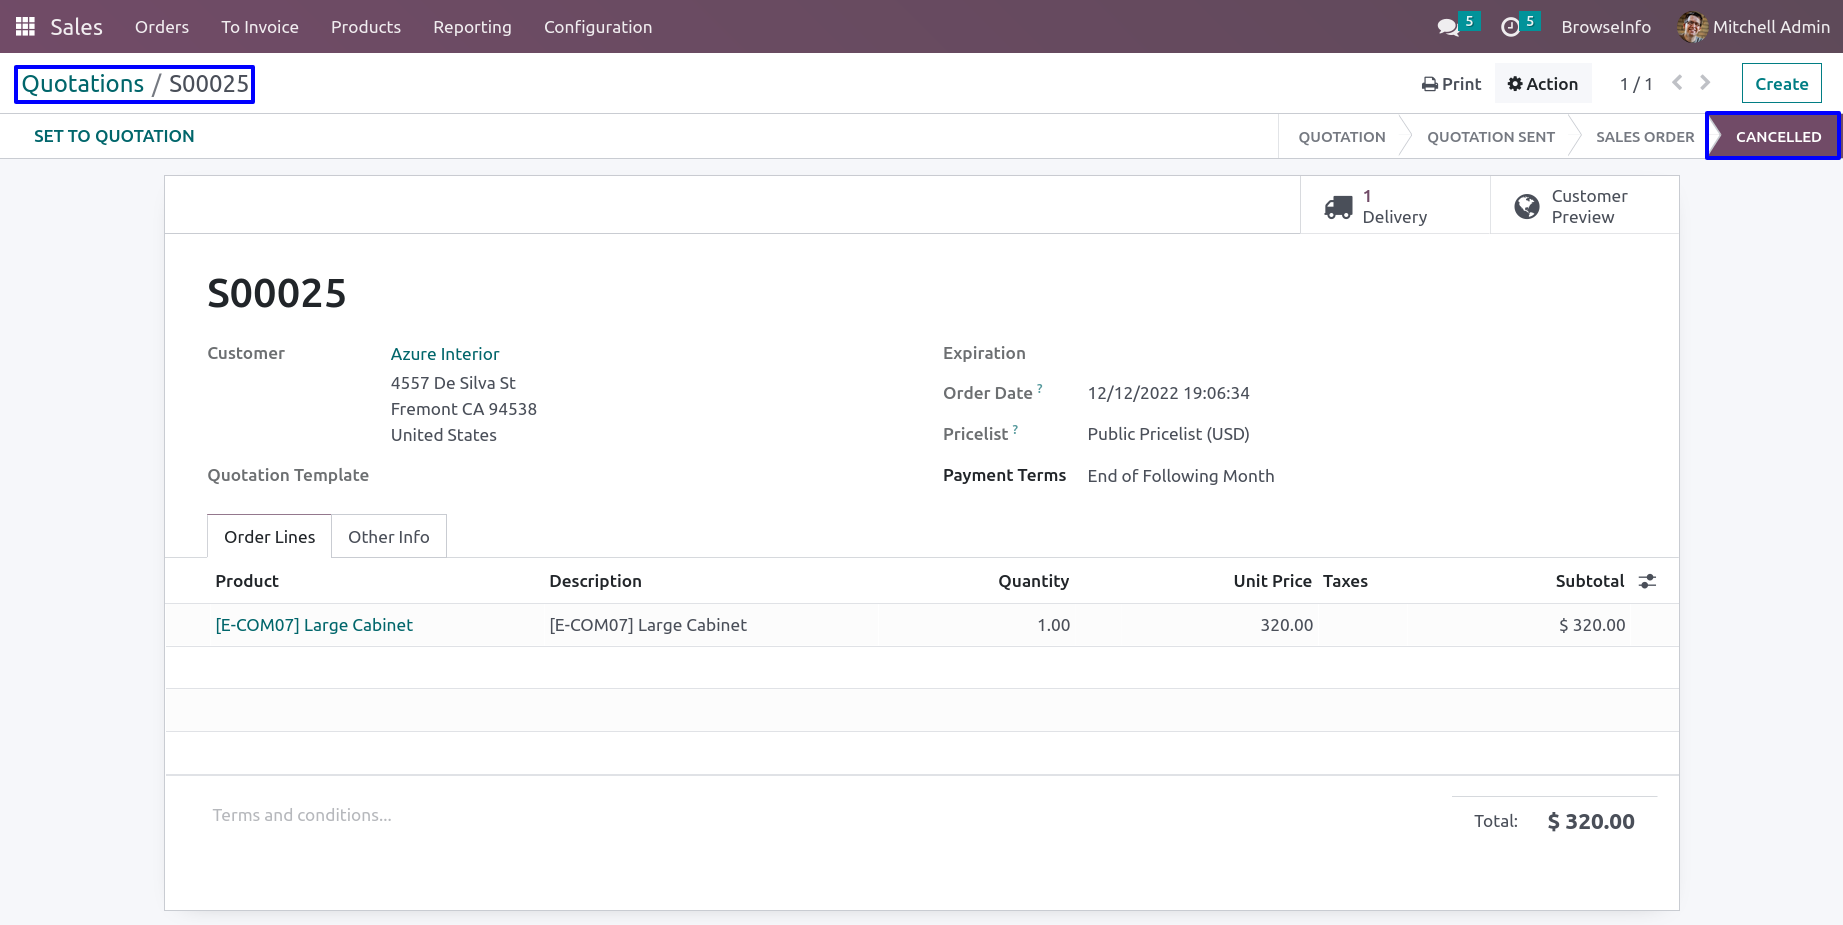 Sales Orders To Invoice Products Reporting Configuration 5 5 BrowseInfo Mitchell Admin
Quotations / S00025 Print Action 1 / 1 Create
SET TO QUOTATION QUOTATION QUOTATION SENT SALES ORDER CANCELLED
1
Delivery
Customer
Preview
S00025
Customer Azure Interior
4557 De Silva St
Fremont CA 94538
United States
Quotation Template
Expiration
Order Date ? 12/12/2022 19:06:34
Pricelist ? Public Pricelist (USD)
Payment Terms End of Following Month
Order Lines Other Info
Product Description Quantity Unit Price Taxes Subtotal
[E-COM07] Large Cabinet [E-COM07] Large Cabinet 1.00 320.00 $ 320.00
Terms and conditions...
Total: $ 320.00